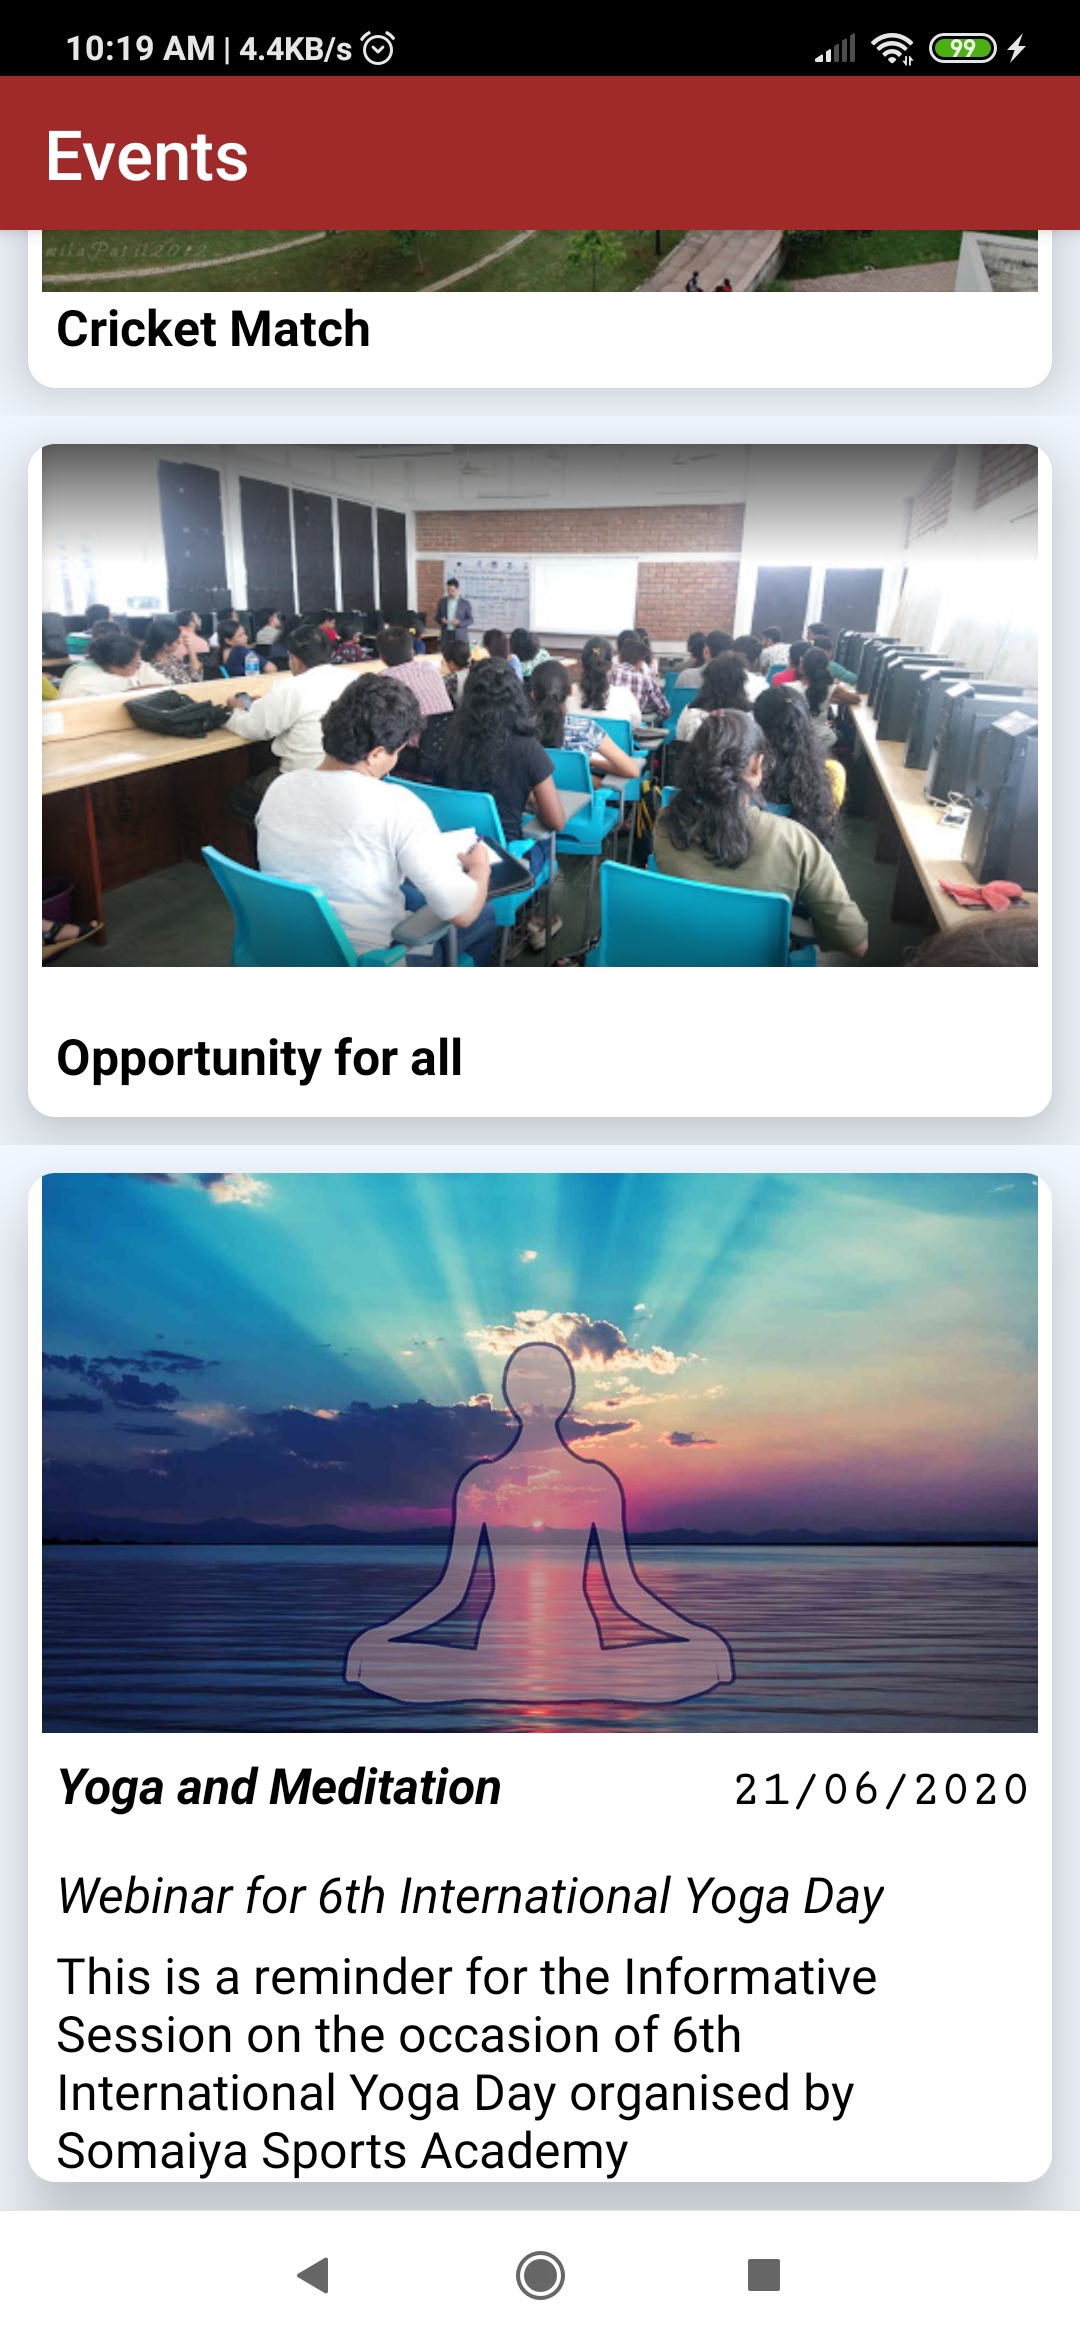 10:19 AM | 4.4KB/s
99
Events
milaPatil2012
Cricket Match
Opportunity for all
Yoga and Meditation 21/06/2020
Webinar for 6th International Yoga Day
This is a reminder for the Informative
Session on the occasion of 6th
International Yoga Day organised by
Somaiya Sports Academy